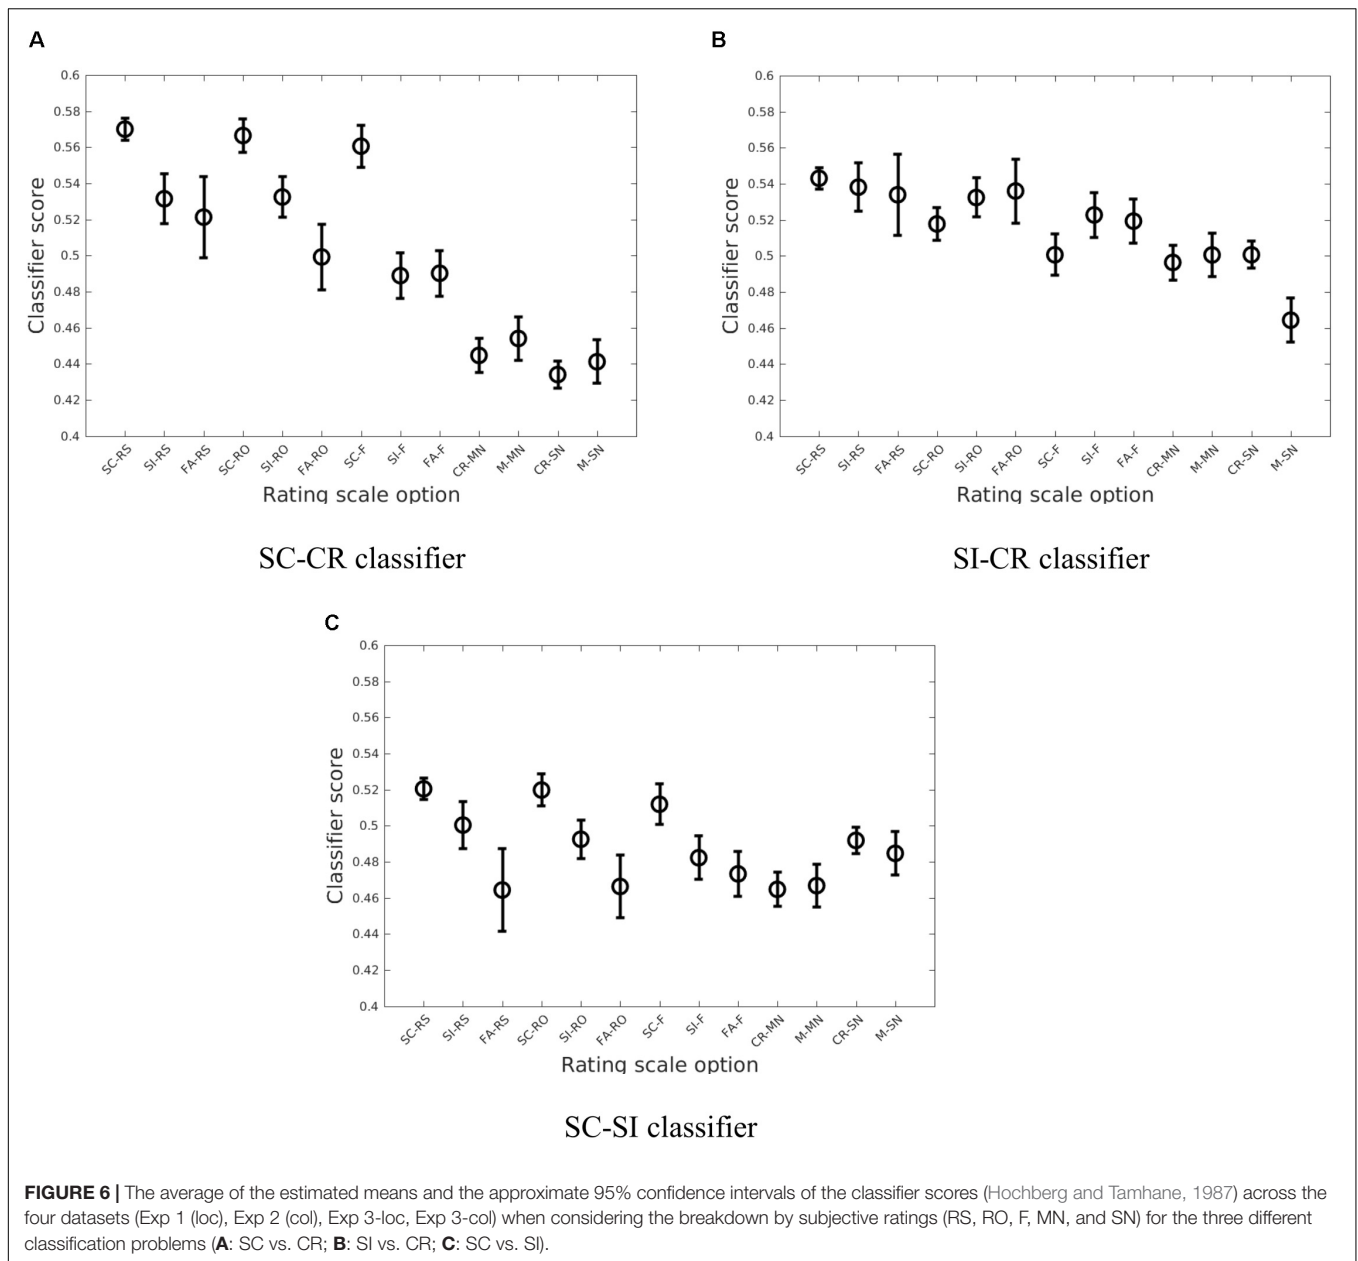 A
0.6
0.58
0.56
0.54
0.52
0.5
0.48
0.46
0.44
0.42
0.4
Classifier score
SC-RS SI-RS FA-RS SC-RO SI-RO FA-RO SC-F SI-F FA-F CR-MN M-MN CR-SN M-SN
Rating scale option
SC-CR classifier
B
0.6
0.58
0.56
0.54
0.52
0.5
0.48
0.46
0.44
0.42
0.4
Classifier score
SC-RS SI-RS FA-RS SC-RO SI-RO FA-RO SC-F SI-F FA-F CR-MN M-MN CR-SN M-SN
Rating scale option
SI-CR classifier
C
0.6
0.58
0.56
0.54
0.52
0.5
0.48
0.46
0.44
0.42
0.4
Classifier score
SC-RS SI-RS FA-RS SC-RO SI-RO FA-RO SC-F SI-F FA-F CR-MN M-MN CR-SN M-SN
Rating scale option
SC-SI classifier
FIGURE 6 | The average of the estimated means and the approximate 95% confidence intervals of the classifier scores (Hochberg and Tamhane, 1987) across the
four datasets (Exp 1 (loc), Exp 2 (col), Exp 3-loc, Exp 3-col) when considering the breakdown by subjective ratings (RS, RO, F, MN, and SN) for the three different
classification problems (A: SC vs. CR; B: SI vs. CR; C: SC vs. SI).